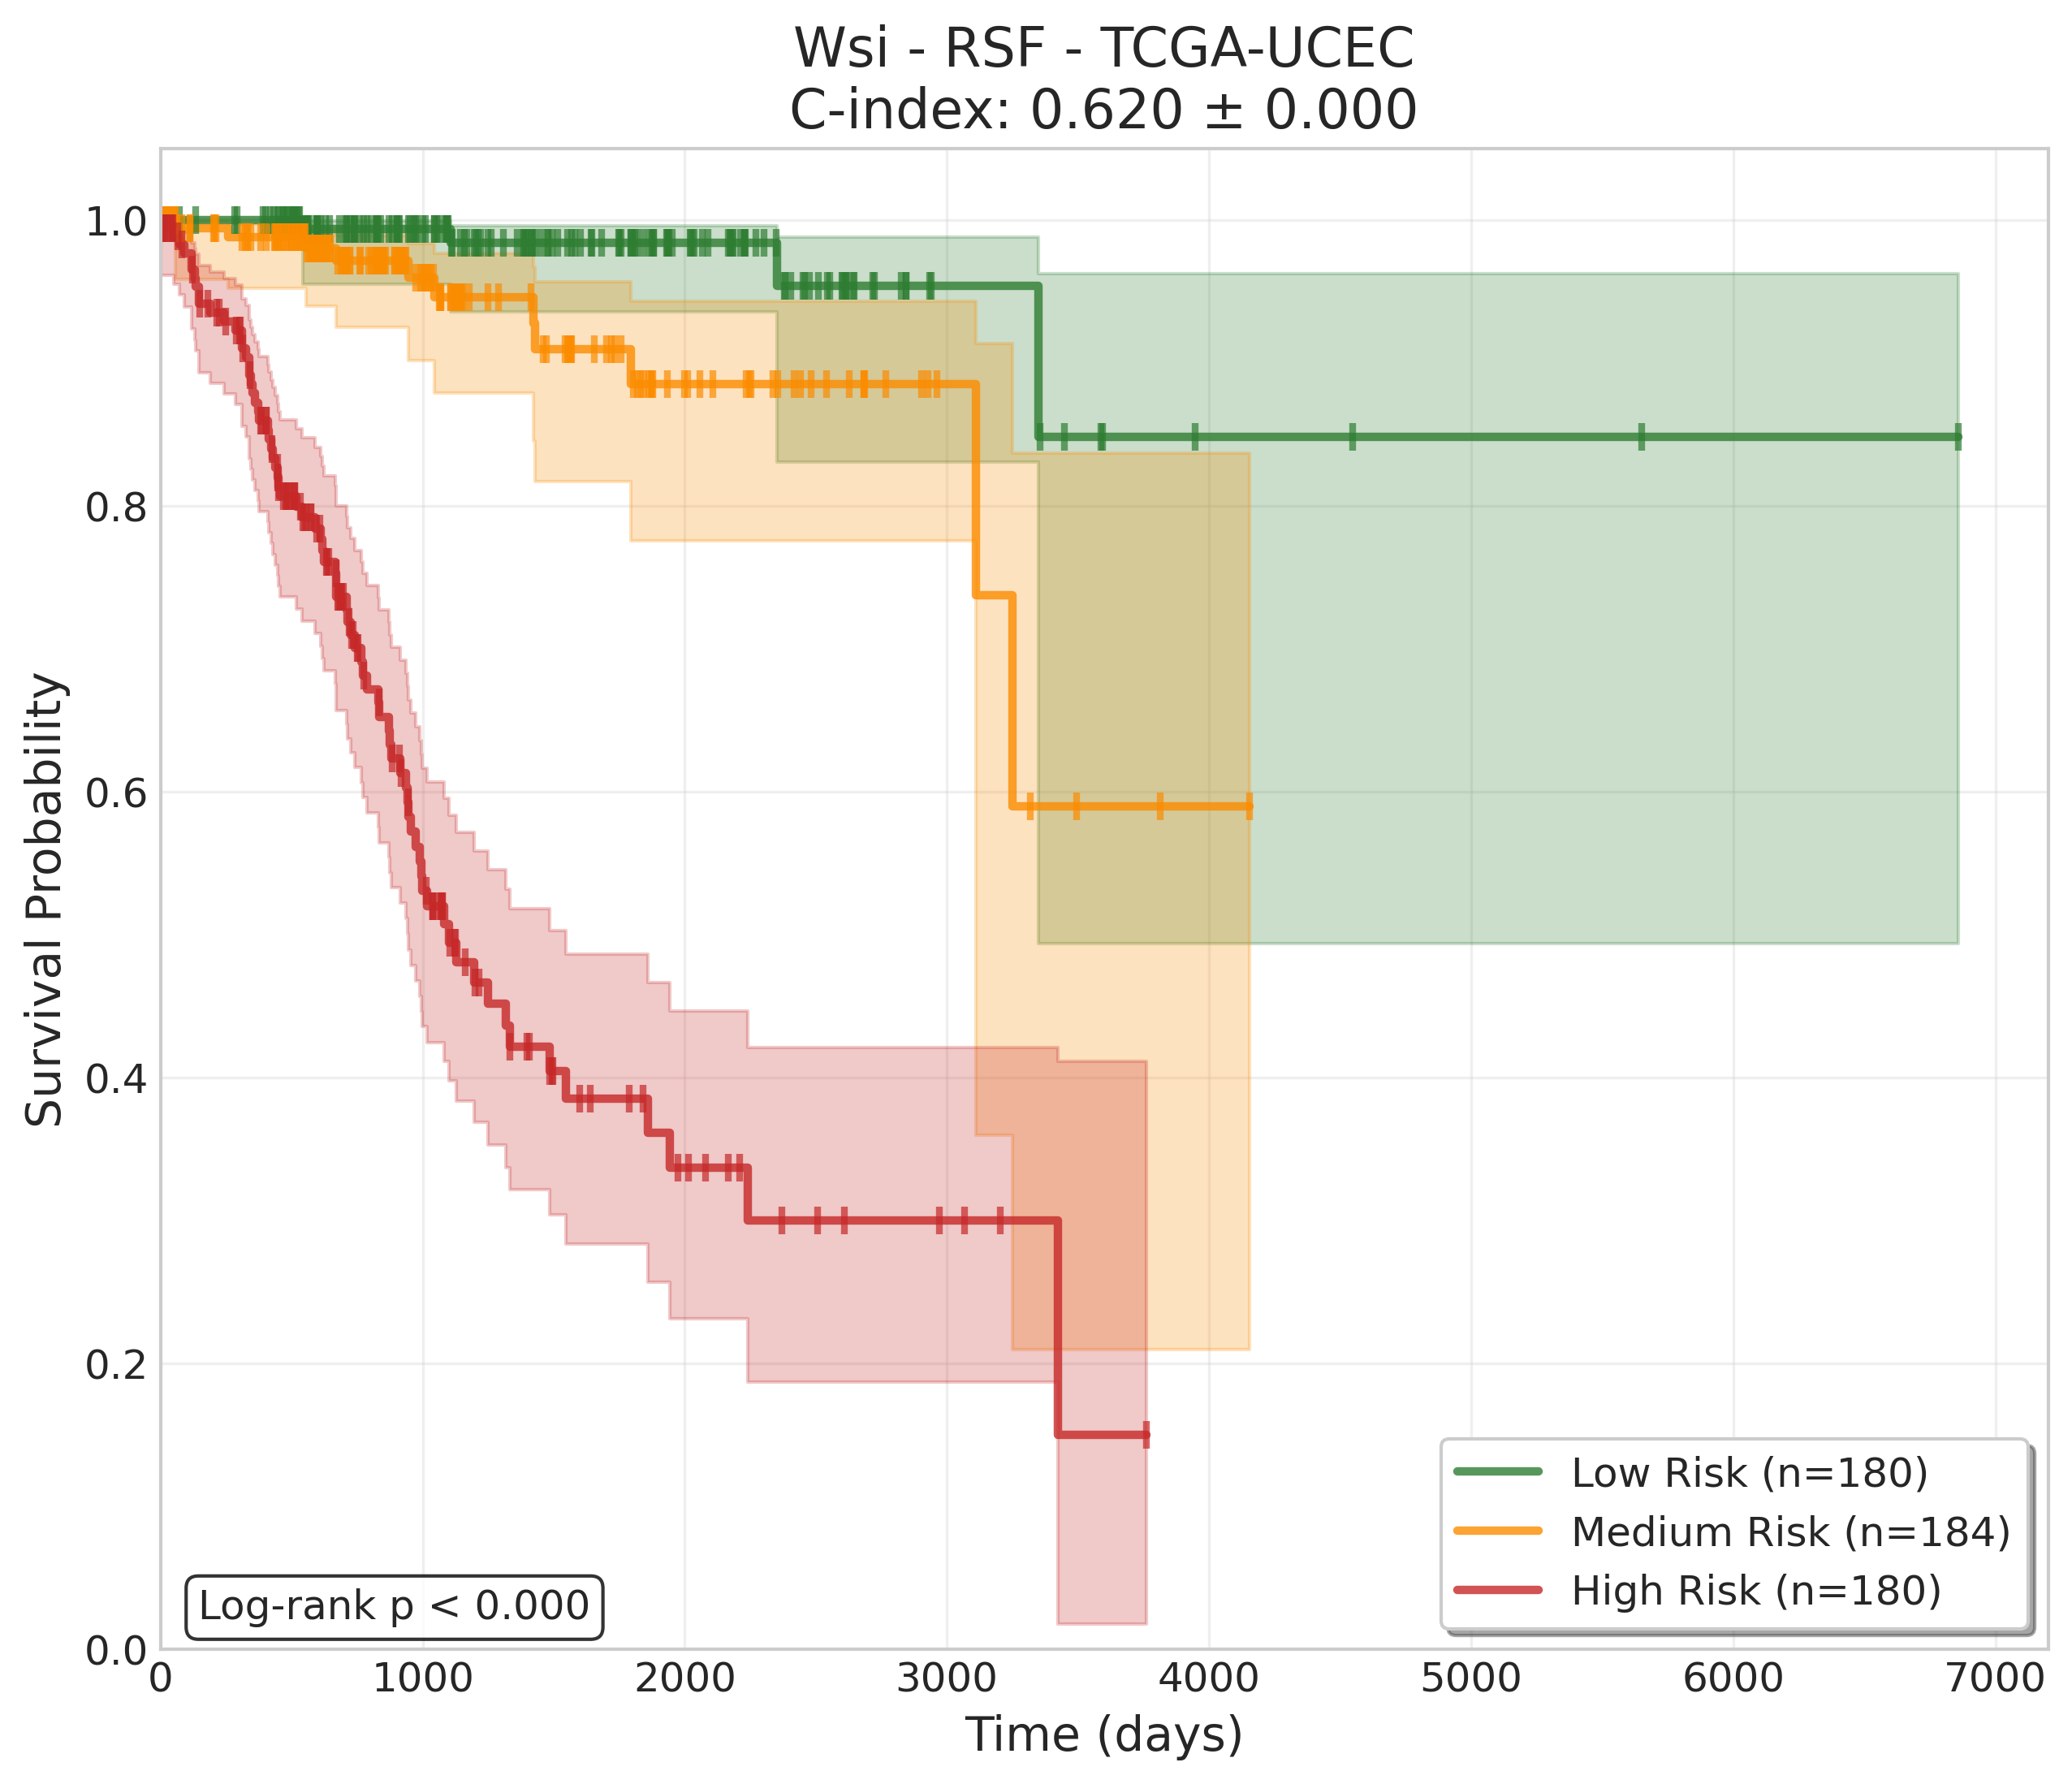 Wsi - RSF - TCGA-UCEC
C-index: 0.620 ± 0.000
Survival Probability
1.0
0.8
0.6
0.4
0.2
0.0
Log-rank p < 0.000
Low Risk (n=180)
Medium Risk (n=184)
High Risk (n=180)
0 1000 2000 3000 4000 5000 6000 7000
Time (days)